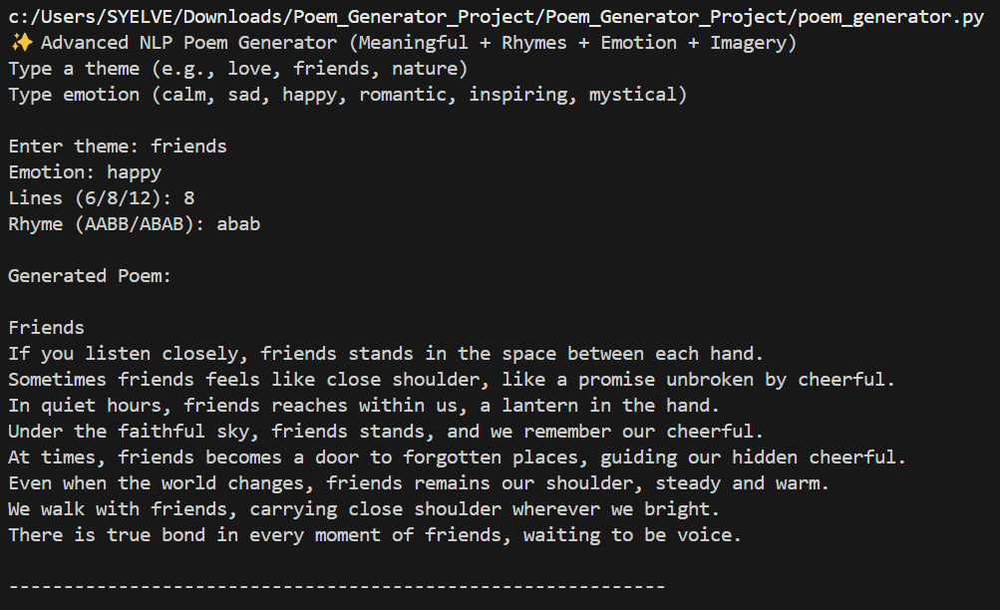 c:/Users/SYELVE/Downloads/Poem_Generator_Project/Poem_Generator_Project/poem_generator.py
✨ Advanced NLP Poem Generator (Meaningful + Rhymes + Emotion + Imagery)
Type a theme (e.g., love, friends, nature)
Type emotion (calm, sad, happy, romantic, inspiring, mystical)
Enter theme: friends
Emotion: happy
Lines (6/8/12): 8
Rhyme (AABB/ABAB): abab
Generated Poem:
Friends
If you listen closely, friends stands in the space between each hand.
Sometimes friends feels like close shoulder, like a promise unbroken by cheerful.
In quiet hours, friends reaches within us, a lantern in the hand.
Under the faithful sky, friends stands, and we remember our cheerful.
At times, friends becomes a door to forgotten places, guiding our hidden cheerful.
Even when the world changes, friends remains our shoulder, steady and warm.
We walk with friends, carrying close shoulder wherever we bright.
There is true bond in every moment of friends, waiting to be voice.
------------------------------------------------------------